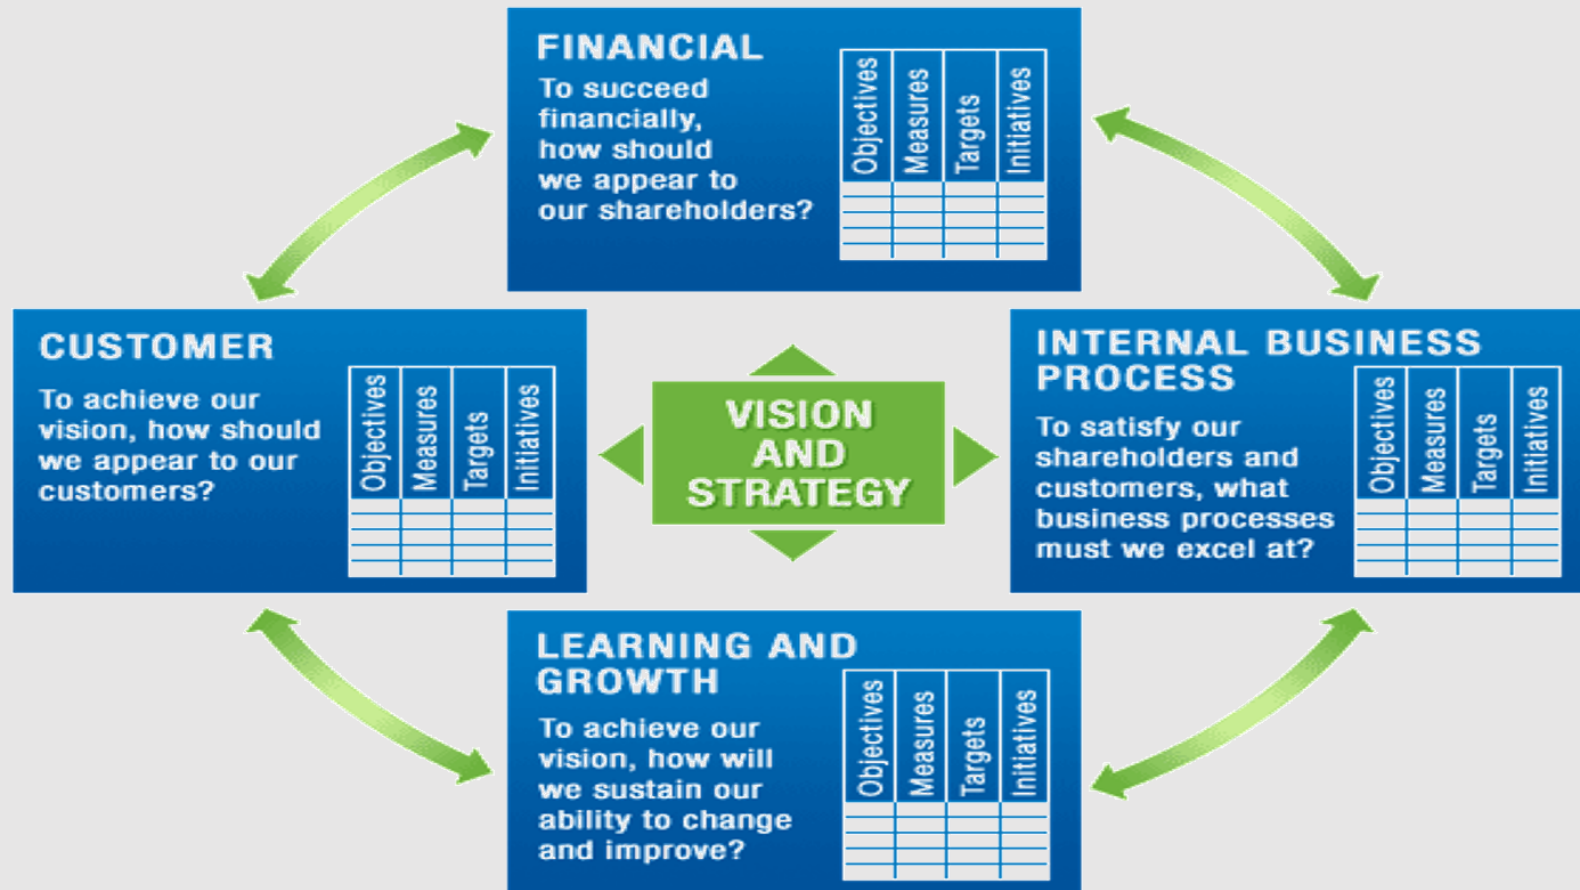 FINANCIAL
To succeed
financially,
how should
we appear to
our shareholders?
Objectives
Measures
Targets
Initiatives
CUSTOMER
To achieve our
vision, how should
we appear to our
customers?
Objectives
Measures
Targets
Initiatives
VISION
AND
STRATEGY
INTERNAL BUSINESS
PROCESS
To satisfy our
shareholders and
customers, what
business processes
must we excel at?
Objectives
Measures
Targets
Initiatives
LEARNING AND
GROWTH
To achieve our
vision, how will
we sustain our
ability to change
and improve?
Objectives
Measures
Targets
Initiatives